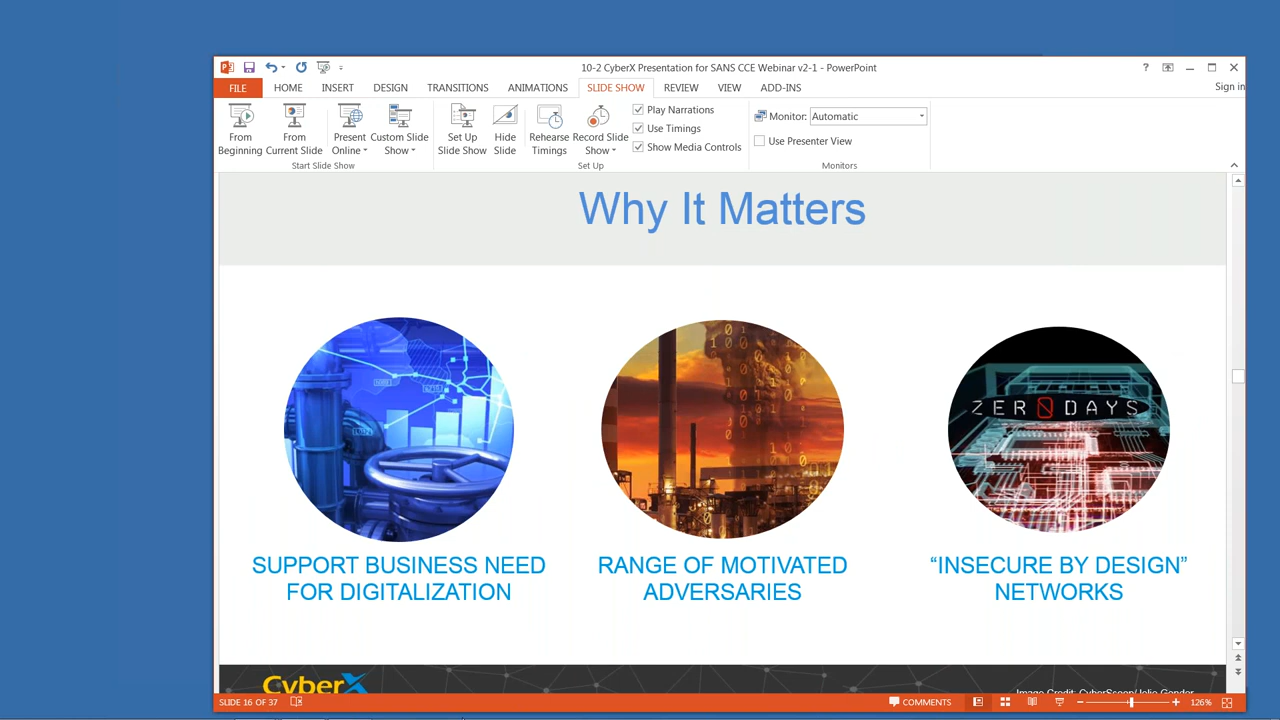 10-2 CyberX Presentation for SANS CCE Webinar v2-1 - PowerPoint
FILE HOME INSERT DESIGN TRANSITIONS ANIMATIONS SLIDE SHOW REVIEW VIEW ADD-INS Sign in
From Beginning
From Current Slide
Present Online
Custom Slide Show
Start Slide Show
Set Up Slide Show
Hide Slide
Rehearse Timings
Record Slide Show
Play Narrations
Use Timings
Show Media Controls
Set Up
Monitor: Automatic
Use Presenter View
Monitors
Why It Matters
ZER0 DAYS
SUPPORT BUSINESS NEED
FOR DIGITALIZATION
RANGE OF MOTIVATED
ADVERSARIES
“INSECURE BY DESIGN”
NETWORKS
CyberX
Image Credit: CyberScoop/
SLIDE 16 OF 37 COMMENTS 126%